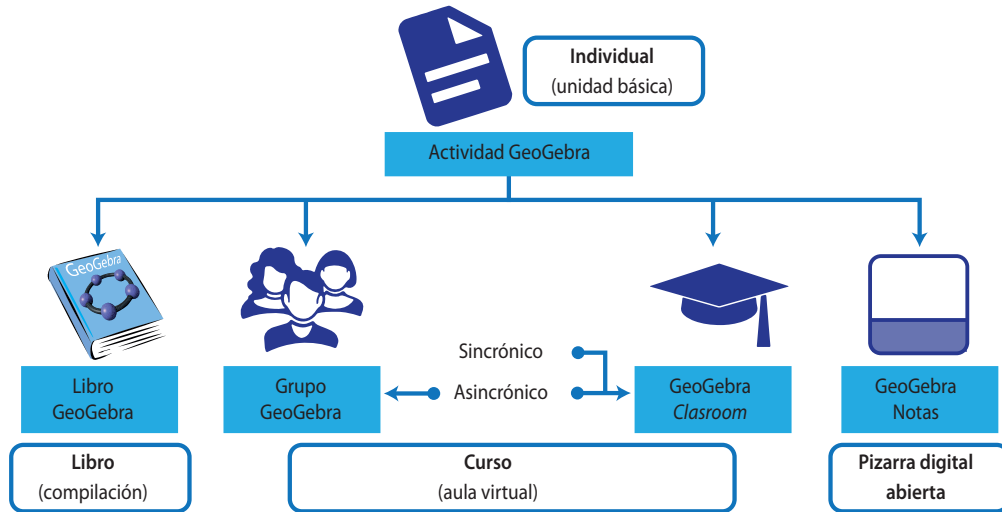 Individual
(unidad básica)
Actividad GeoGebra
GeoGebra
Sincrónico
Asincrónico
Libro
GeoGebra
Grupo
GeoGebra
GeoGebra
Clasroom
GeoGebra
Notas
Libro
(compilación)
Curso
(aula virtual)
Pizarra digital
abierta